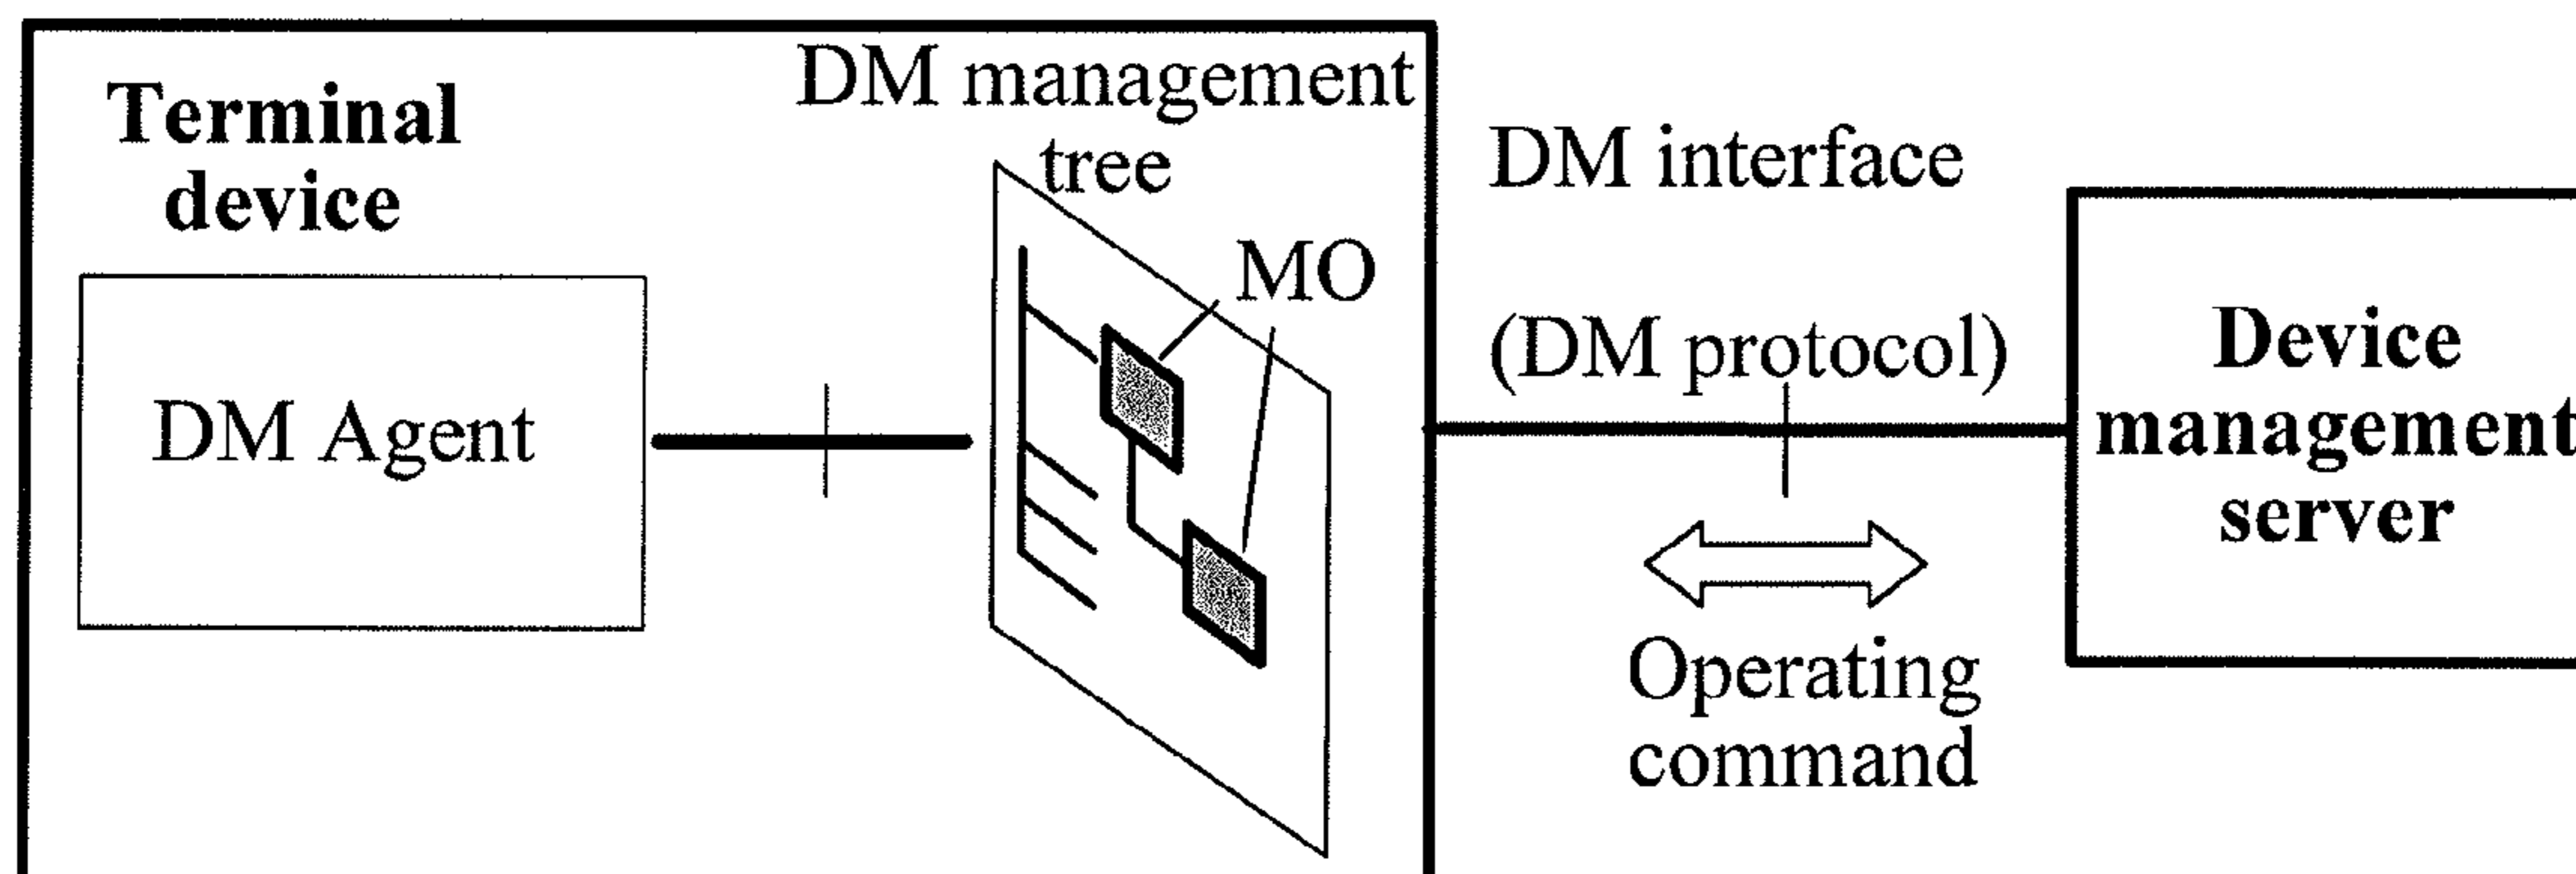 Terminal
device
DM management
tree
MO
DM Agent
DM interface
(DM protocol)
Operating
command
Device
management
server